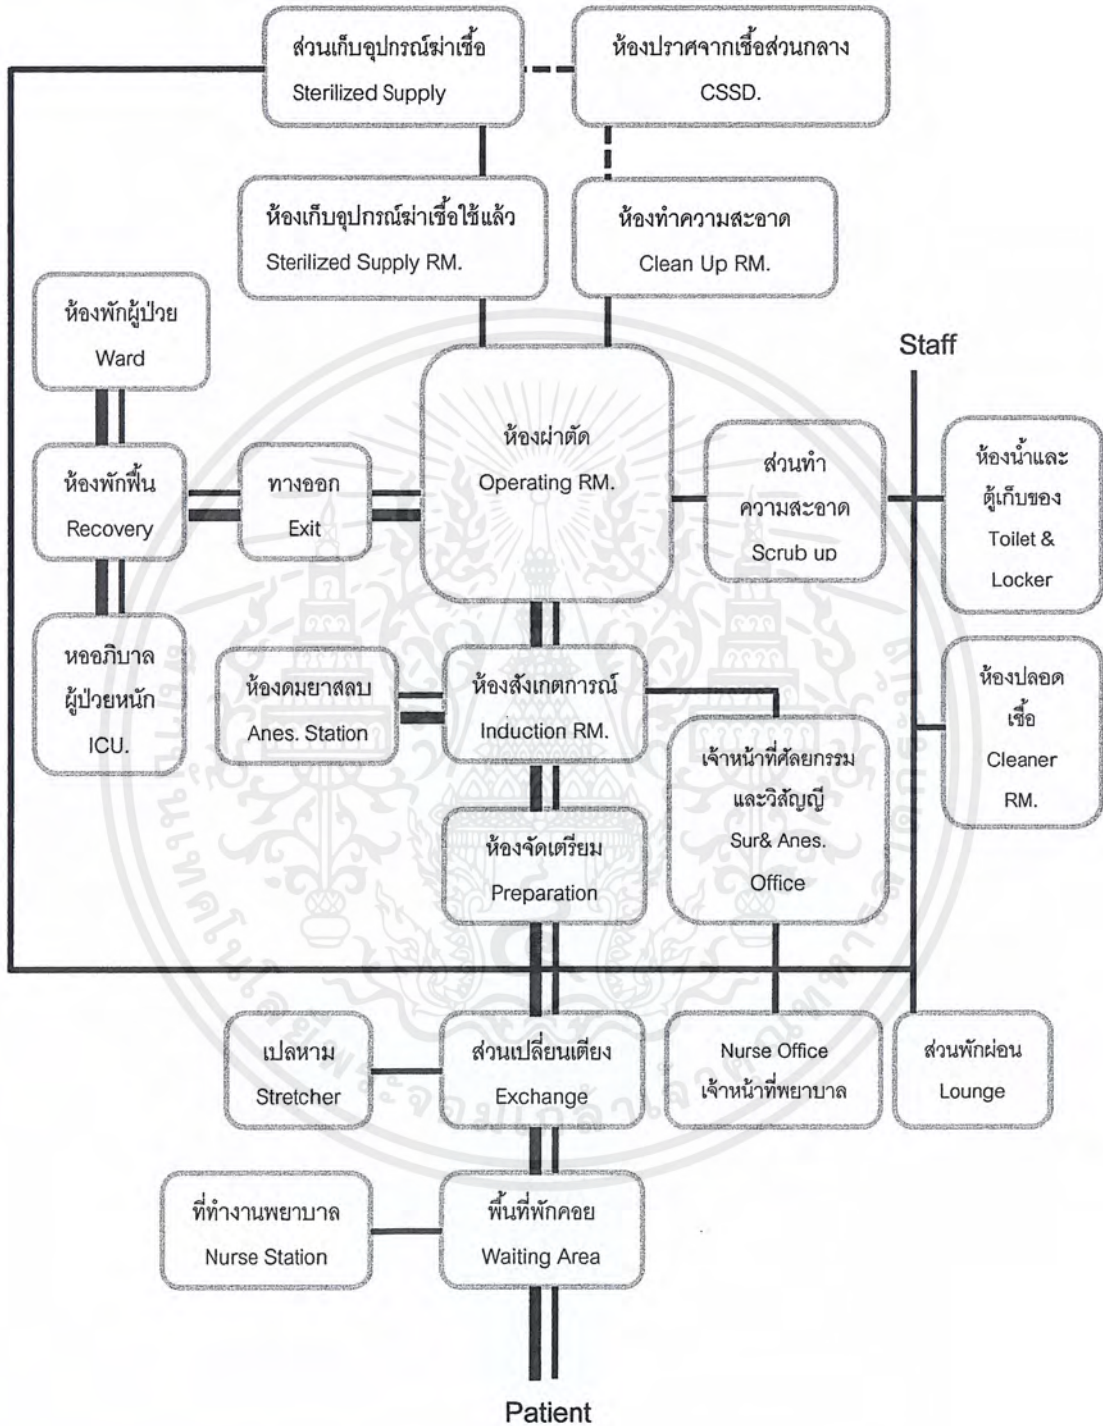 ส่วนเก็บอุปกรณ์ฆ่าเชื้อ
Sterilized Supply
ห้องปราศจากเชื้อส่วนกลาง
CSSD.
ห้องเก็บอุปกรณ์ฆ่าเชื้อใช้แล้ว
Sterilized Supply RM.
ห้องทำความสะอาด
Clean Up RM.
ห้องพักผู้ป่วย
Ward
Staff
ห้องผ่าตัด
Operating RM.
ห้องพักฟื้น
Recovery
ทางออก
Exit
ส่วนทำ
ความสะอาด
Scrub up
ห้องน้ำและ
ตู้เก็บของ
Toilet &
Locker
หออภิบาล
ผู้ป่วยหนัก
ICU.
ห้องดมยาสลบ
Anes. Station
ห้องสังเกตการณ์
Induction RM.
เจ้าหน้าที่ศัลยกรรม
และวิสัญญี
Sur& Anes.
Office
ห้องปลอด
เชื้อ
Cleaner
RM.
ห้องจัดเตรียม
Preparation
เปลหาม
Stretcher
ส่วนเปลี่ยนเตียง
Exchange
Nurse Office
เจ้าหน้าที่พยาบาล
ส่วนพักผ่อน
Lounge
ที่ทำงานพยาบาล
Nurse Station
พื้นที่พักคอย
Waiting Area
Patient